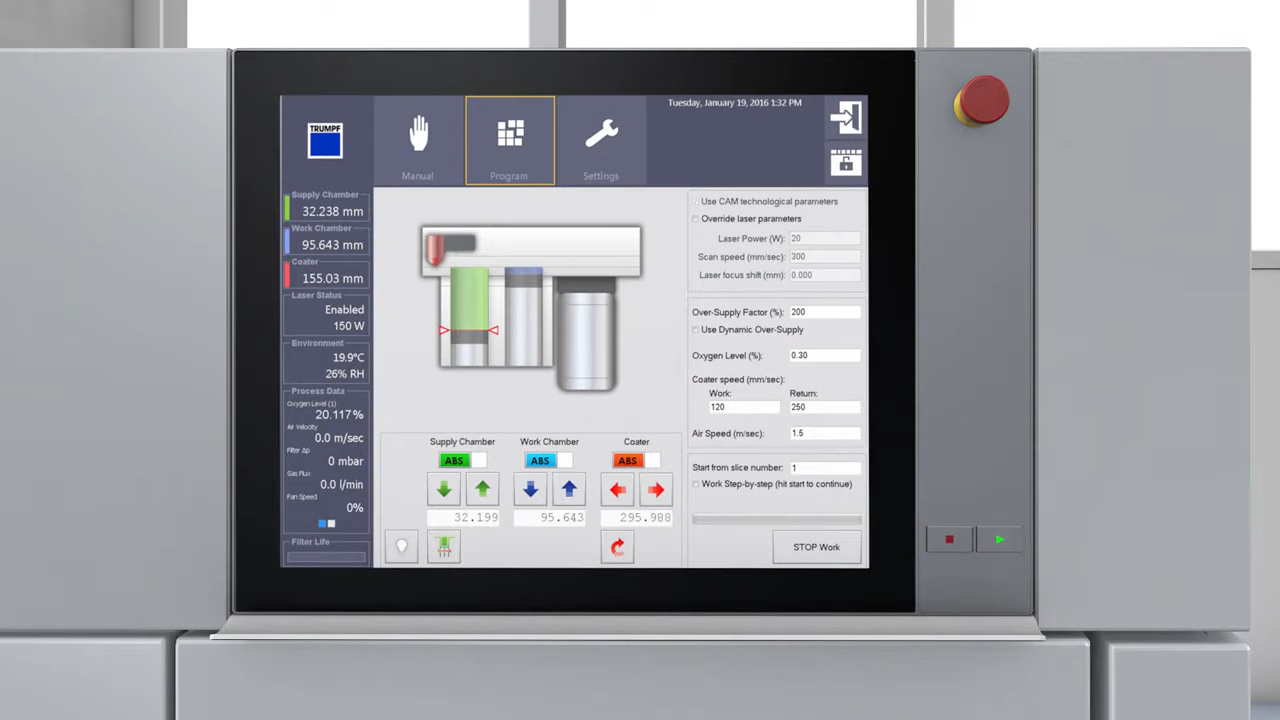 Tuesday, January 19, 2016 1:32 PM
TRUMPF
Manual
Program
Settings
Supply Chamber
32.238 mm
Work Chamber
95.643 mm
Coater
155.03 mm
Laser Status
Enabled
150 W
Environment
19.9°C
26% RH
Process Data
Oxygen Level (1)
20.117%
Air Velocity
0.0 m/sec
Filter Δp
0 mbar
Gas Flux
0.0 l/min
Fan Speed
0%
Filter Life
Supply Chamber
Work Chamber
Coater
ABS
ABS
ABS
32.199
95.643
295.988
Use CAM technological parameters
Override laser parameters
Laser Power (W): 20
Scan speed (mm/sec): 300
Laser focus shift (mm): 0.000
Over-Supply Factor (%): 200
Use Dynamic Over-Supply
Oxygen Level (%): 0.30
Coater speed (mm/sec):
Work: Return:
120 250
Air Speed (m/sec): 1.5
Start from slice number: 1
Work Step-by-step (hit start to continue)
STOP Work